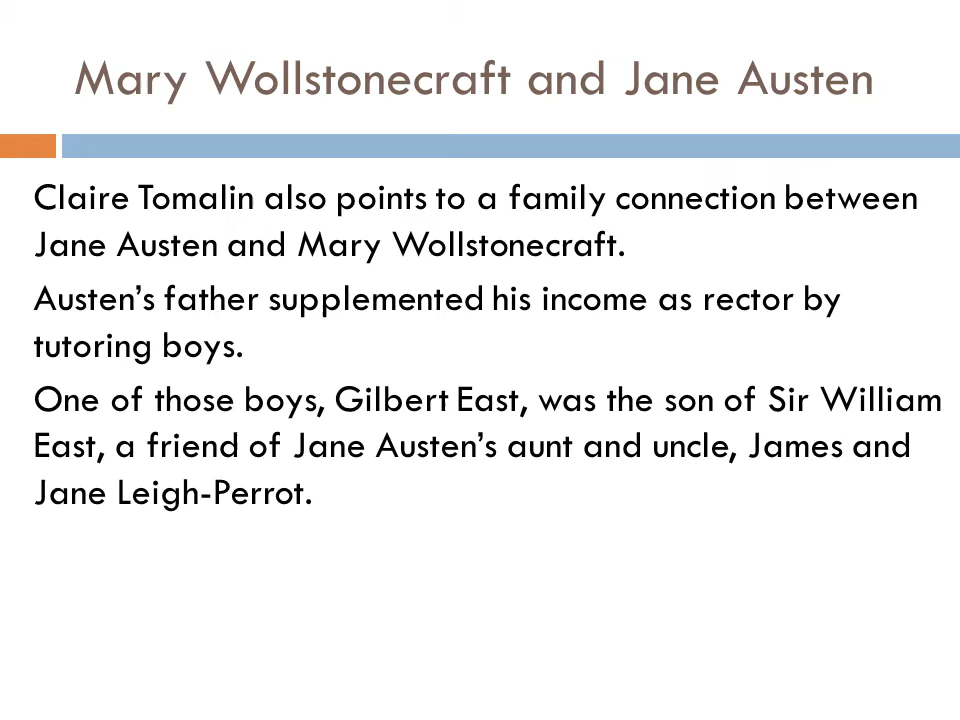 Mary Wollstonecraft and Jane Austen
Claire Tomalin also points to a family connection between
Jane Austen and Mary Wollstonecraft.
Austen’s father supplemented his income as rector by
tutoring boys.
One of those boys, Gilbert East, was the son of Sir William
East, a friend of Jane Austen’s aunt and uncle, James and
Jane Leigh-Perrot.